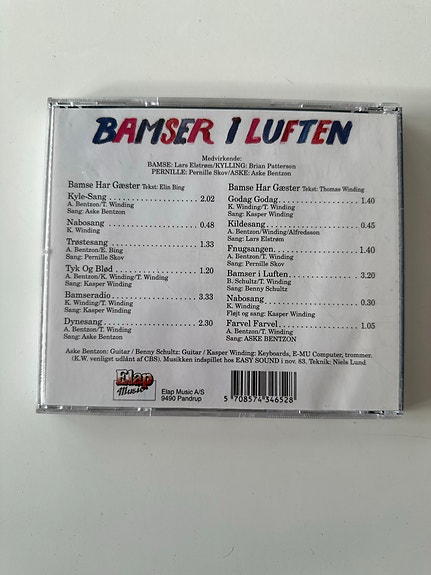 BAMSER I LUFTEN
Medvirkende:
BAMSE: Lars Elstrøm/KYLLING: Brian Patterson
PERNILLE: Pernille Skov/ASKE: Aske Bentzon
Bamse Har Gæster Tekst: Elin Bing
Kyle-Sang 2.02
A. Bentzon/T. Winding
Sang: Aske Bentzon
Nabosang 0.48
K. Winding
Trøstesang 1.33
A. Bentzon/E. Bing
Sang: Pernille Skov
Tyk Og Blød 1.20
A. Bentzon/K. Winding/T. Winding
Sang: Kasper Winding
Bamseradio 3.33
K. Winding/T. Winding
Sang: Kasper Winding
Dynesang 2.30
A. Bentzon/T. Winding
Sang: Aske Bentzon
Bamse Har Gæster Tekst: Thomas Winding
Godag Godag 1.40
K. Winding/T. Winding
Sang: Kasper Winding
Kildesang 0.45
A. Bentzon/Winding/Alfredsson
Sang: Lars Elstrøm
Fnugsangen. 1.40
A. Bentzon/T. Winding
Sang: Pernille Skov
Bamser i Luften 3.20
B. Schultz/T. Winding
Sang: Benny Schultz
Nabosang 0.30
K. Winding
Fløjt og sang: Kasper Winding
Farvel Farvel 1.05
A. Bentzon/T. Winding
Sang: ASKE BENTZON
Aske Bentzon: Guitar / Benny Schultz: Guitar / Kasper Winding: Keyboards, E-MU Computer, trommer.
(K.W. venligst udlånt af CBS). Musikken indspillet hos EASY SOUND i nov. 83. Teknik: Niels Lund
Elap
Music
Elap Music A/S
9490 Pandrup
5 708574 346528